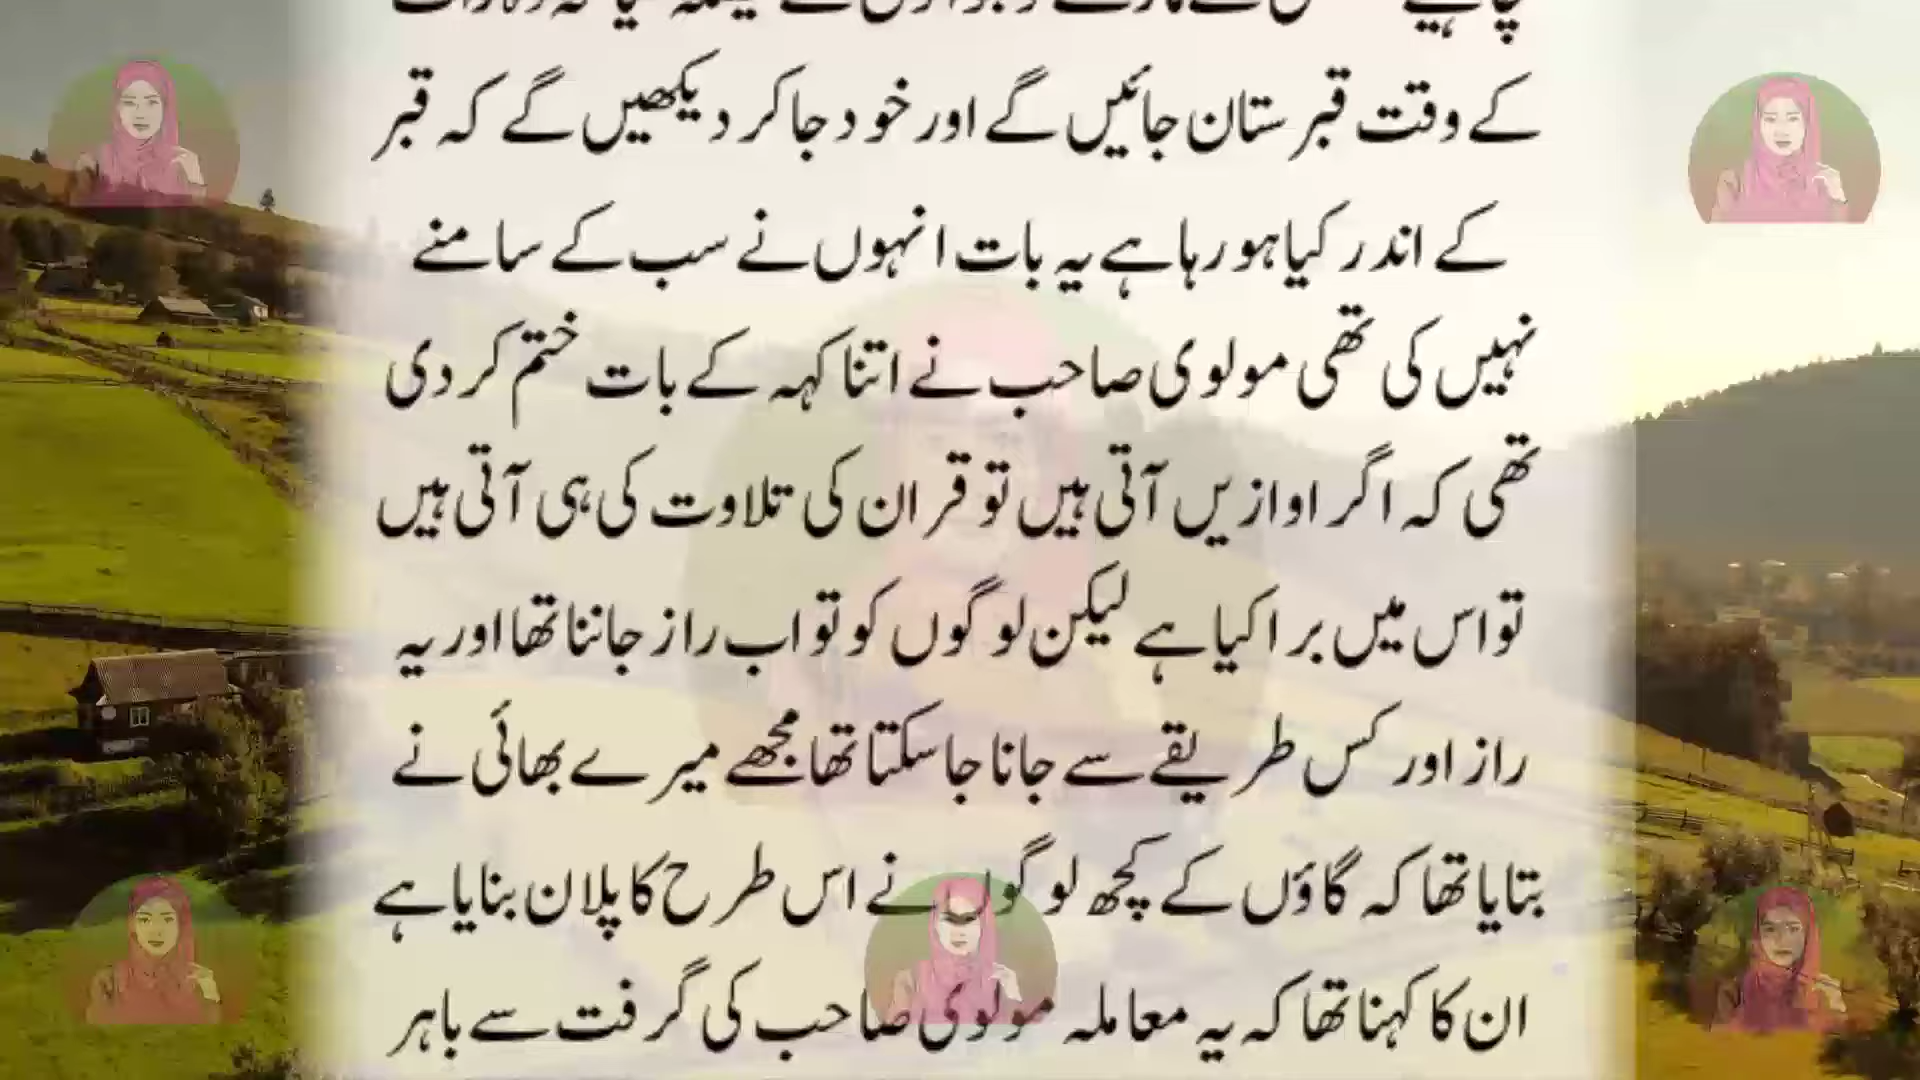 چاہیے
کے وقت قبرستان جائیں گے اور خود جا کر دیکھیں گے کہ قبر
کے اندر کیا ہو رہا ہے یہ بات انہوں نے سب کے سامنے
نہیں کی تھی مولوی صاحب نے اتنا کہہ کے بات ختم کر دی
تھی کہ اگر اوازیں آتی ہیں تو قران کی تلاوت کی ہی آتی ہیں
تو اس میں برا کیا ہے لیکن لوگوں کو تو اب راز جاننا تھا اور یہ
راز اور کس طریقے سے جانا جا سکتا تھا مجھے میرے بھائی نے
بتایا تھا کہ گاؤں کے کچھ لوگوں نے اس طرح کا پلان بنایا ہے
ان کا کہنا تھا کہ یہ معاملہ مولوی صاحب کی گرفت سے باہر